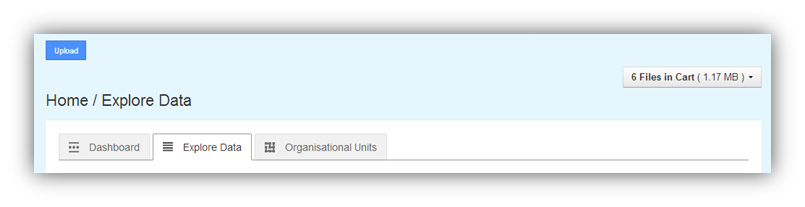 Upload
6 Files in Cart ( 1.17 MB )
Home / Explore Data
Dashboard Explore Data Organisational Units